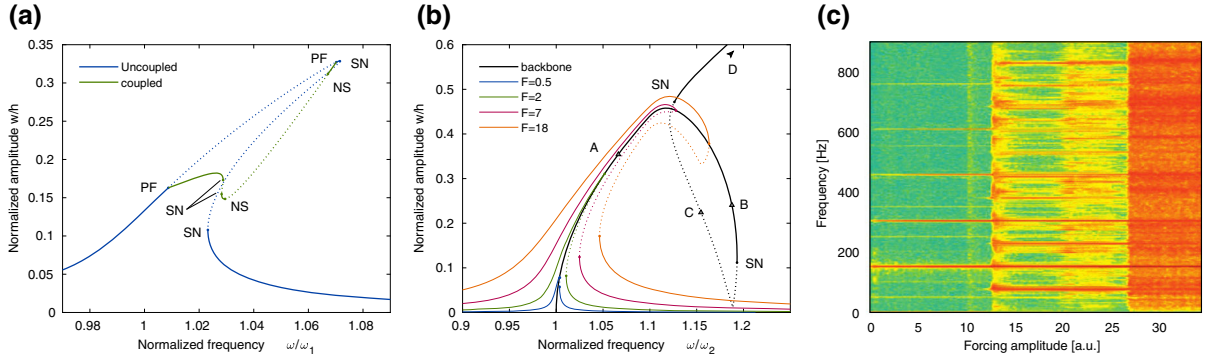 (a)
0.35
0.3
0.25
0.2
0.15
0.1
0.05
0
Normalized amplitude w/h
Uncoupled
coupled
PF
SN
NS
PF
SN
NS
SN
0.98
1
1.02
1.04
1.06
1.08
Normalized frequency ω/ω1
(b)
0.6
0.5
0.4
0.3
0.2
0.1
0
Normalized amplitude w/h
backbone
F=0.5
F=2
F=7
F=18
D
SN
A
B
C
SN
0.9
0.95
1
1.05
1.1
1.15
1.2
Normalized frequency ω/ω2
(c)
800
600
400
200
0
Frequency [Hz]
0
5
10
15
20
25
30
Forcing amplitude [a.u.]